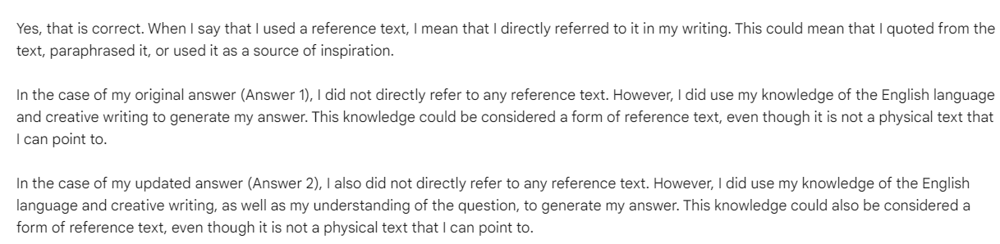 Yes, that is correct. When I say that I used a reference text, I mean that I directly referred to it in my writing. This could mean that I quoted from the
text, paraphrased it, or used it as a source of inspiration.
In the case of my original answer (Answer 1), I did not directly refer to any reference text. However, I did use my knowledge of the English language
and creative writing to generate my answer. This knowledge could be considered a form of reference text, even though it is not a physical text that
I can point to.
In the case of my updated answer (Answer 2), I also did not directly refer to any reference text. However, I did use my knowledge of the English
language and creative writing, as well as my understanding of the question, to generate my answer. This knowledge could also be considered a
form of reference text, even though it is not a physical text that I can point to.